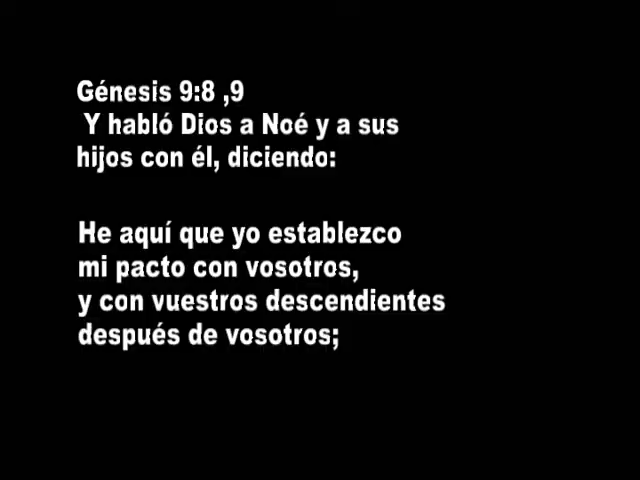 Génesis 9:8 ,9
Y habló Dios a Noé y a sus
hijos con él, diciendo:
He aquí que yo establezco
mi pacto con vosotros,
y con vuestros descendientes
después de vosotros;